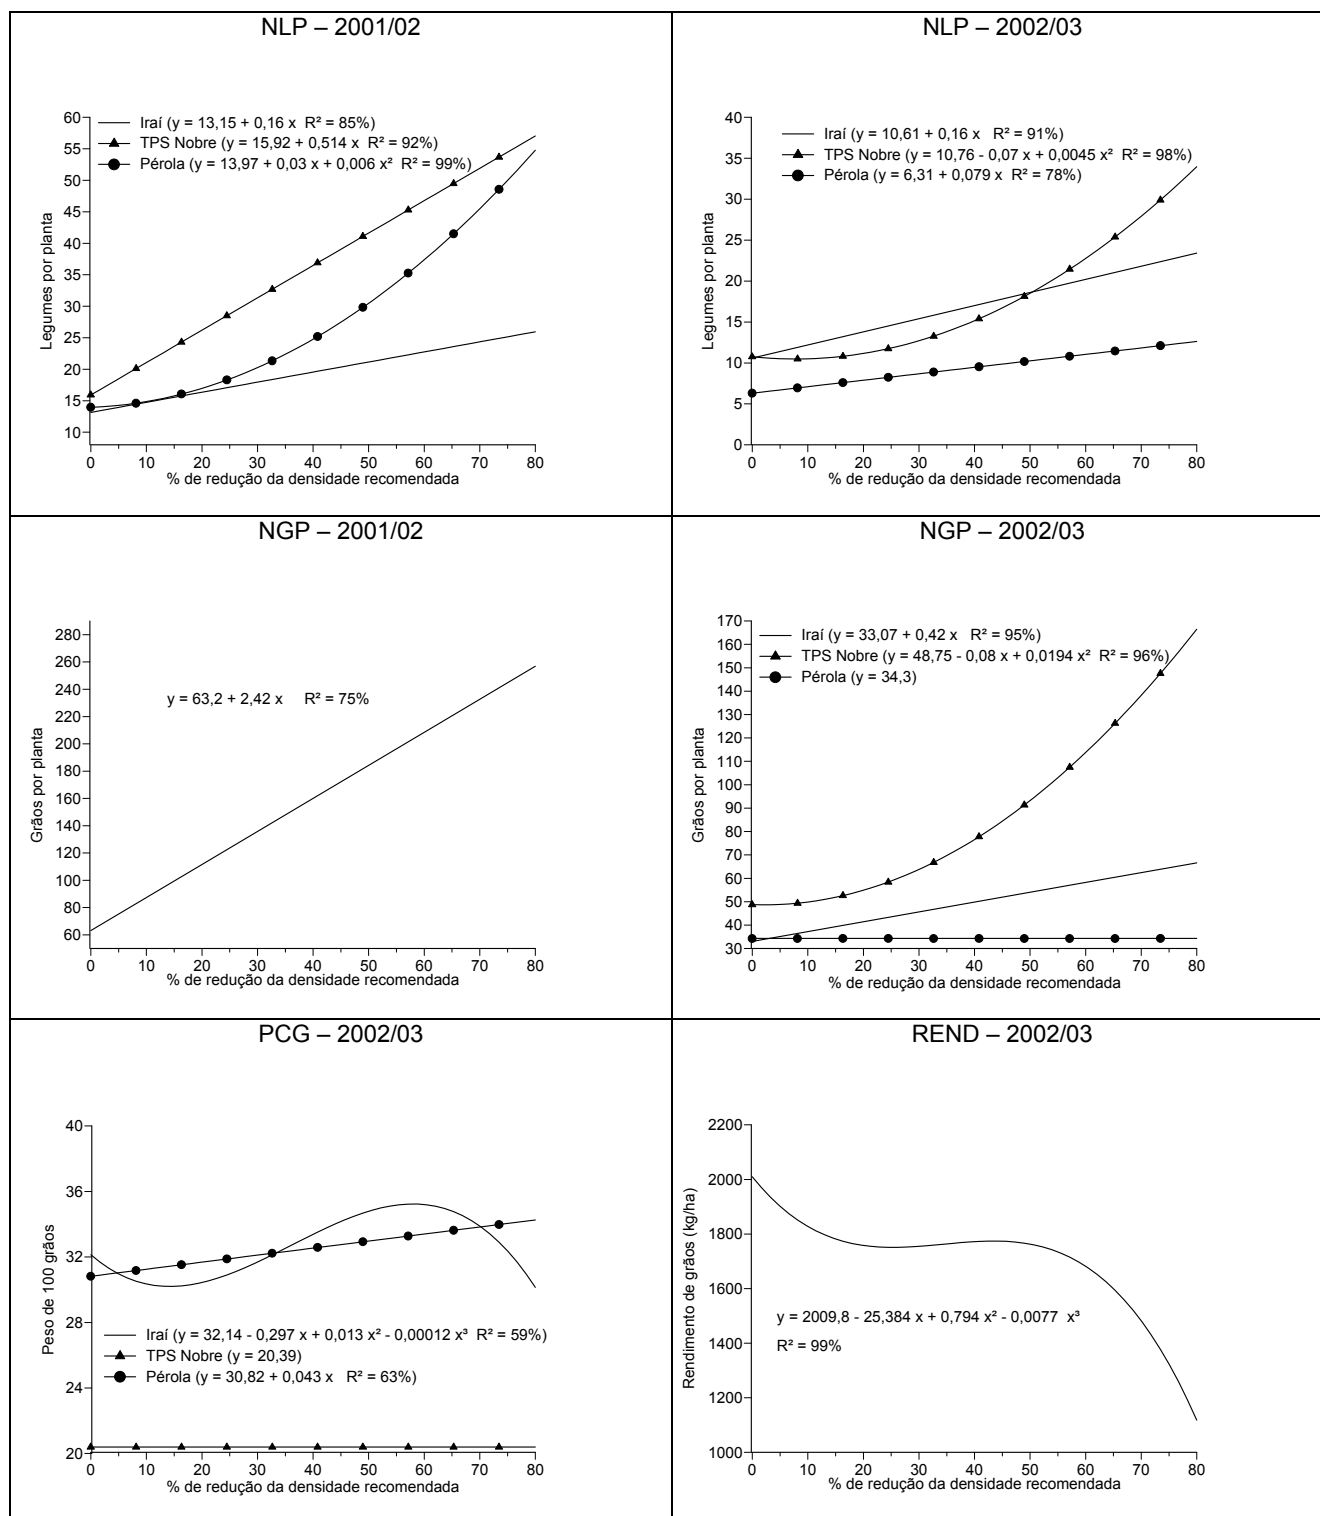 NLP – 2001/02
60
55
50
45
40
35
30
25
20
15
10
Legumes por planta
Iraí (y = 13,15 + 0,16 x R² = 85%)
TPS Nobre (y = 15,92 + 0,514 x R² = 92%)
Pérola (y = 13,97 + 0,03 x + 0,006 x² R² = 99%)
0 10 20 30 40 50 60 70 80
% de redução da densidade recomendada
NLP – 2002/03
40
35
30
25
20
15
10
5
0
Legumes por planta
Iraí (y = 10,61 + 0,16 x R² = 91%)
TPS Nobre (y = 10,76 - 0,07 x + 0,0045 x² R² = 98%)
Pérola (y = 6,31 + 0,079 x R² = 78%)
0 10 20 30 40 50 60 70 80
% de redução da densidade recomendada
NGP – 2001/02
280
260
240
220
200
180
160
140
120
100
80
60
Grãos por planta
y = 63,2 + 2,42 x R² = 75%
0 10 20 30 40 50 60 70 80
% de redução da densidade recomendada
NGP – 2002/03
170
160
150
140
130
120
110
100
90
80
70
60
50
40
30
Grãos por planta
Iraí (y = 33,07 + 0,42 x R² = 95%)
TPS Nobre (y = 48,75 - 0,08 x + 0,0194 x² R² = 96%)
Pérola (y = 34,3)
0 10 20 30 40 50 60 70 80
% de redução da densidade recomendada
PCG – 2002/03
40
36
32
28
24
20
Peso de 100 grãos
Iraí (y = 32,14 - 0,297 x + 0,013 x² - 0,00012 x³ R² = 59%)
TPS Nobre (y = 20,39)
Pérola (y = 30,82 + 0,043 x R² = 63%)
0 10 20 30 40 50 60 70 80
% de redução da densidade recomendada
REND – 2002/03
2200
2000
1800
1600
1400
1200
1000
Rendimento de grãos (kg/ha)
y = 2009,8 - 25,384 x + 0,794 x² - 0,0077 x³
R² = 99%
0 10 20 30 40 50 60 70 80
% de redução da densidade recomendada